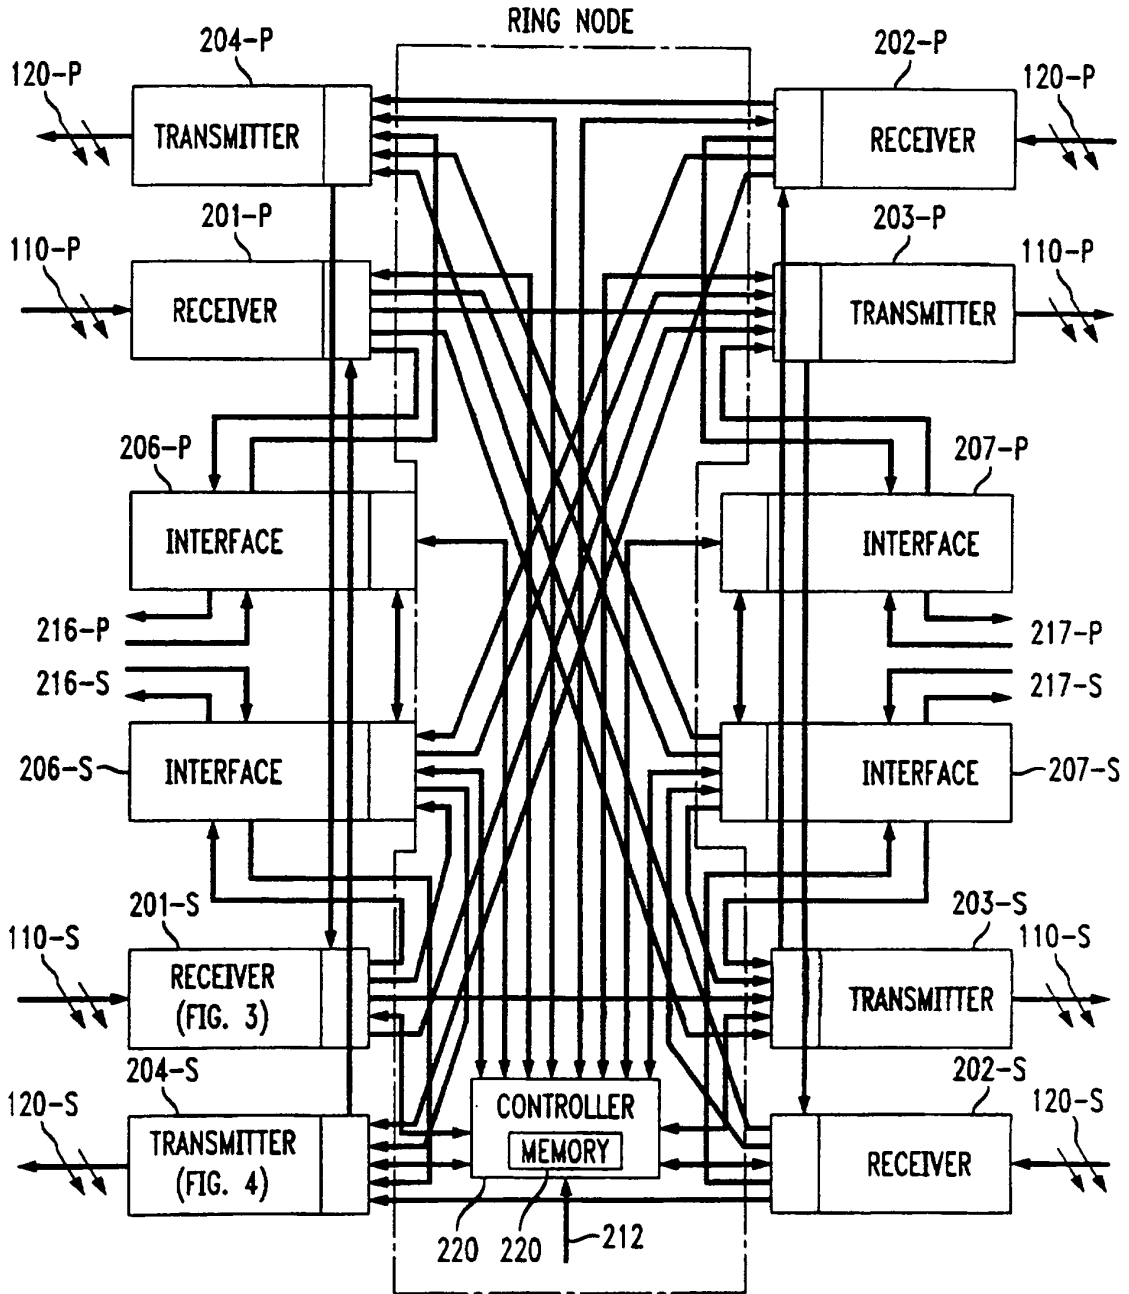 RING NODE
204-P
202-P
120-P
120-P
TRANSMITTER
RECEIVER
201-P
203-P
110-P
110-P
RECEIVER
TRANSMITTER
206-P
207-P
INTERFACE
INTERFACE
216-P
217-P
216-S
217-S
INTERFACE
INTERFACE
206-S
207-S
201-S
203-S
110-S
110-S
RECEIVER
(FIG. 3)
TRANSMITTER
204-S
202-S
120-S
120-S
CONTROLLER
MEMORY
TRANSMITTER
(FIG. 4)
RECEIVER
220
220
212